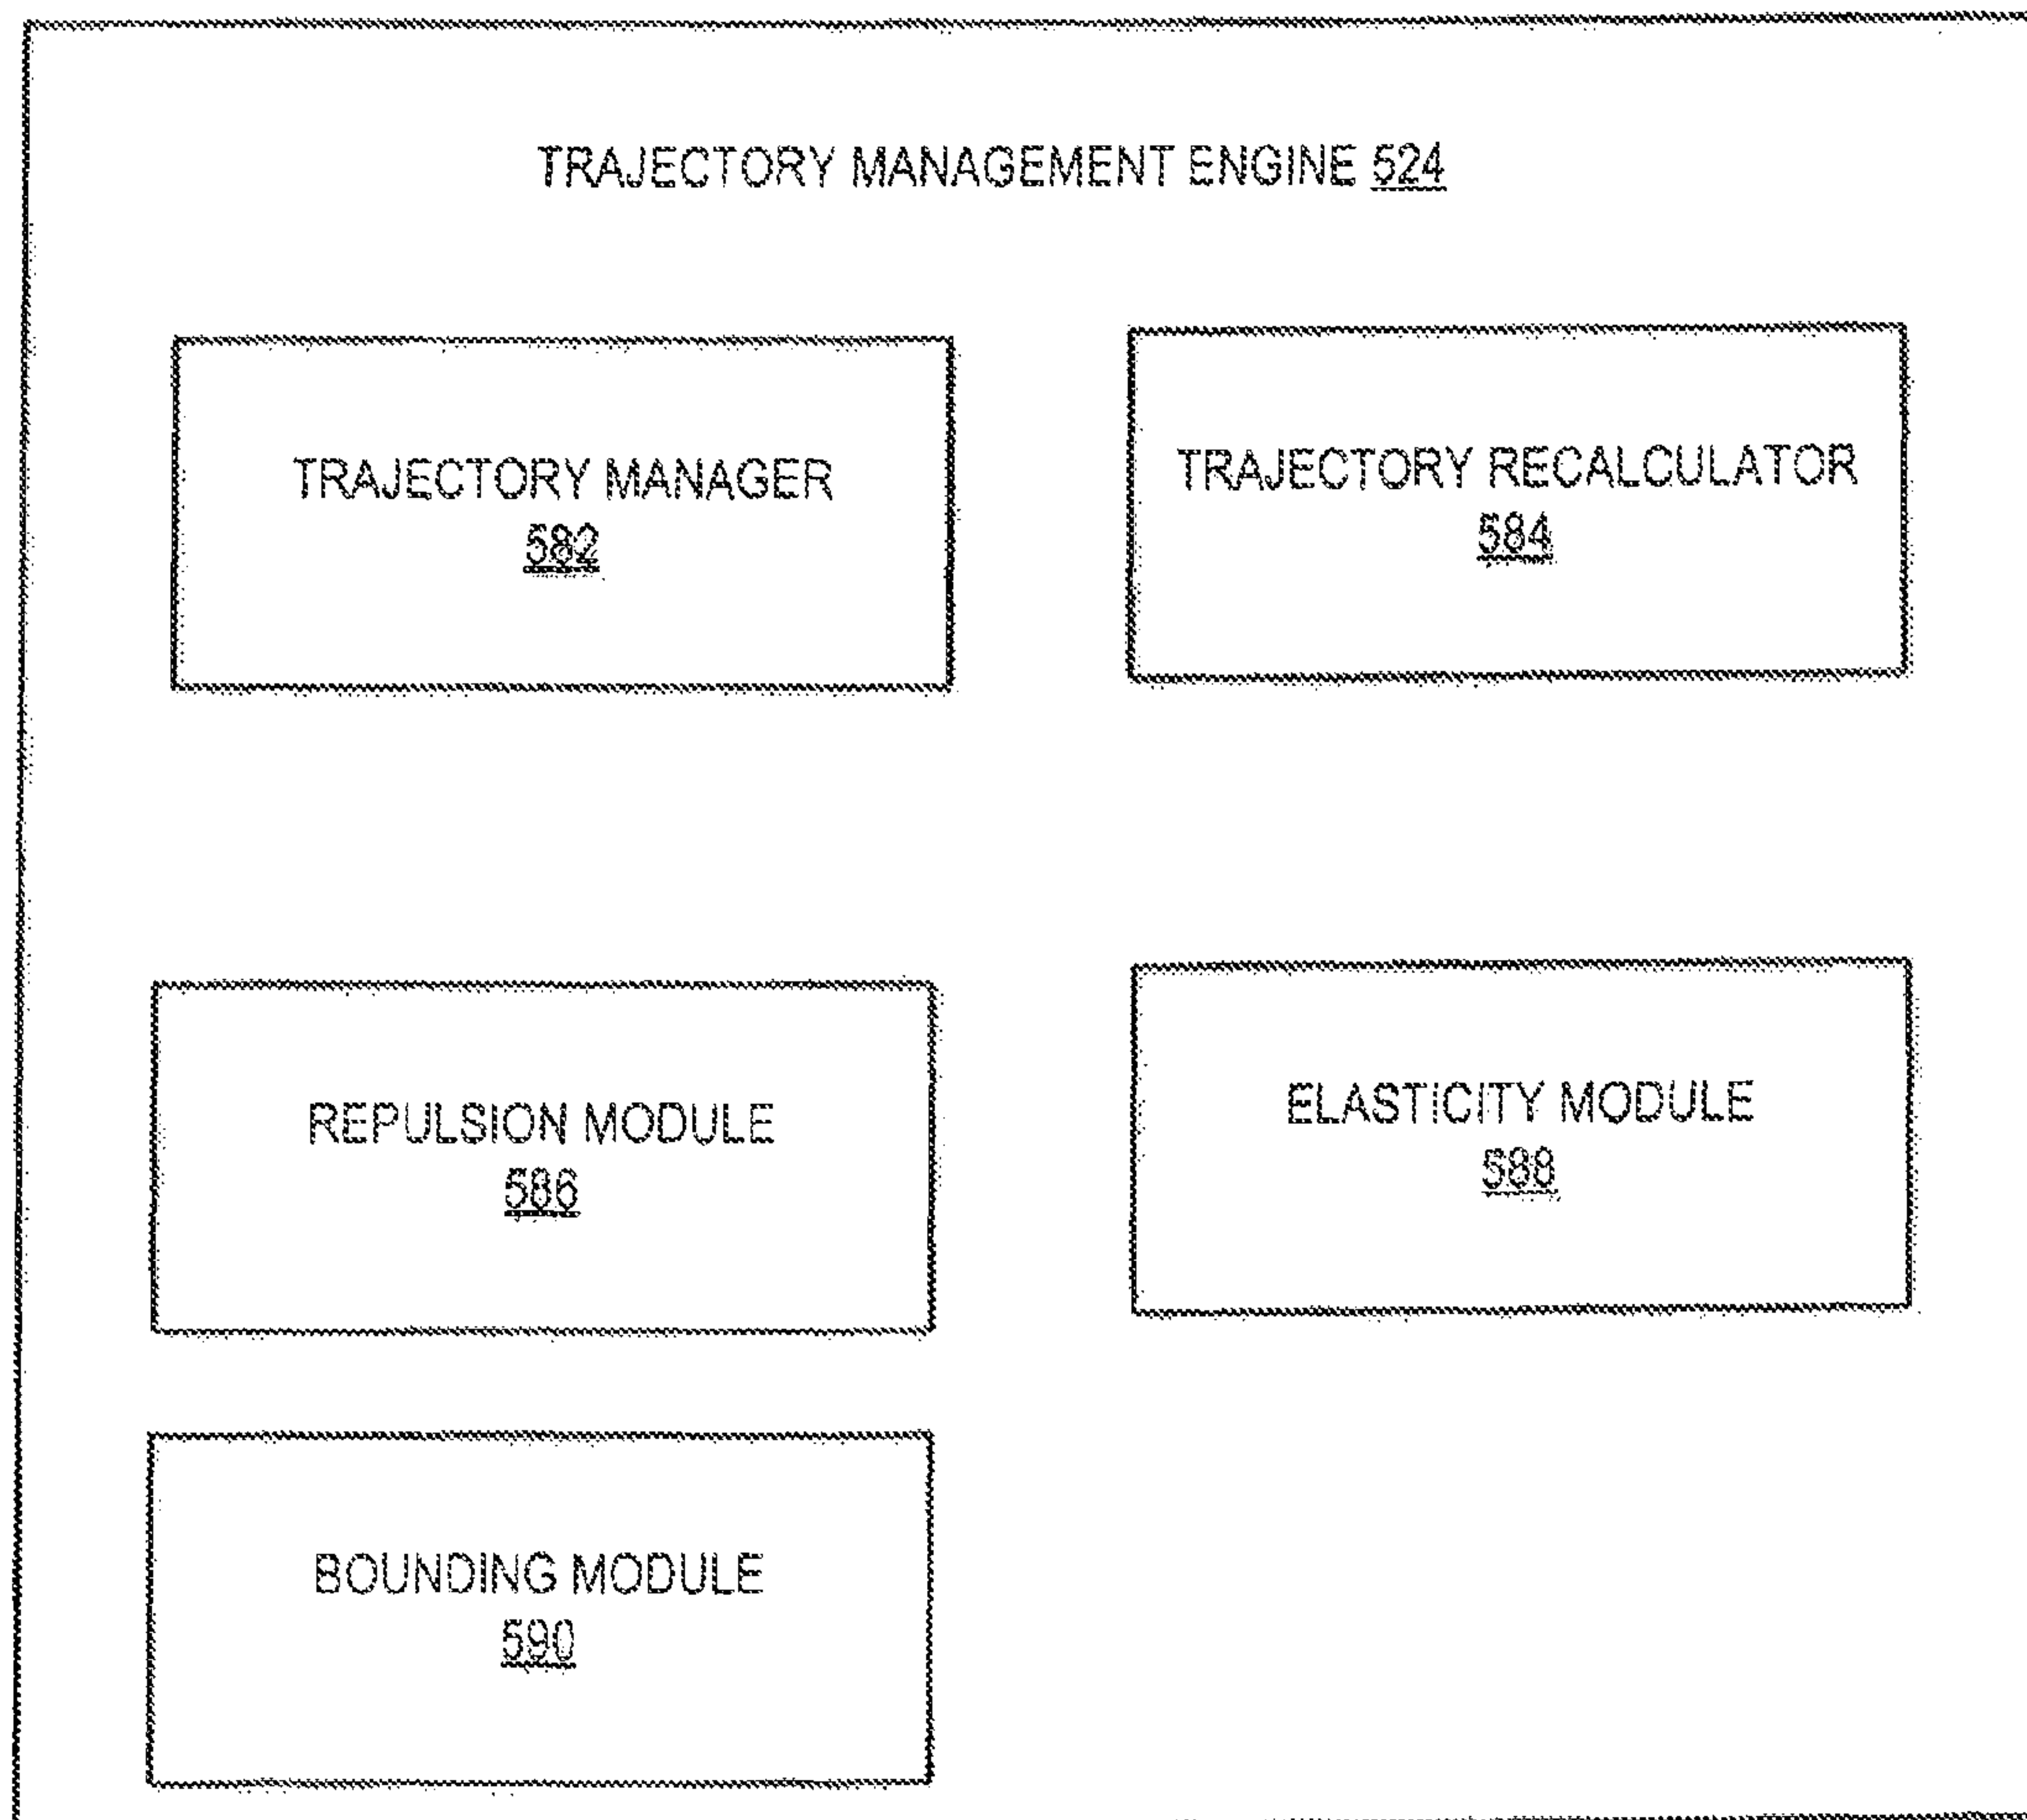 TRAJECTORY MANAGEMENT ENGINE 524
TRAJECTORY MANAGER
582
TRAJECTORY RECALCULATOR
584
REPULSION MODULE
586
ELASTICITY MODULE
588
BOUNDING MODULE
590